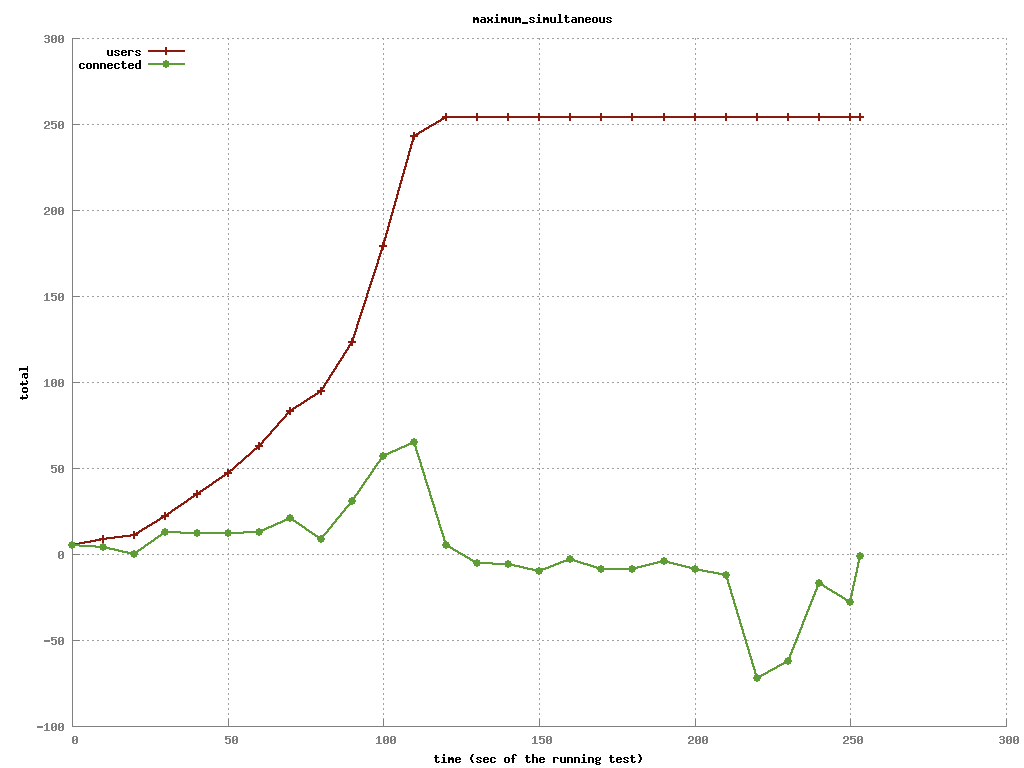 maximum_simultaneous
300
users
connected
250
200
150
100
50
0
-50
-100
total
0 50 100 150 200 250 300
time (sec of the running test)